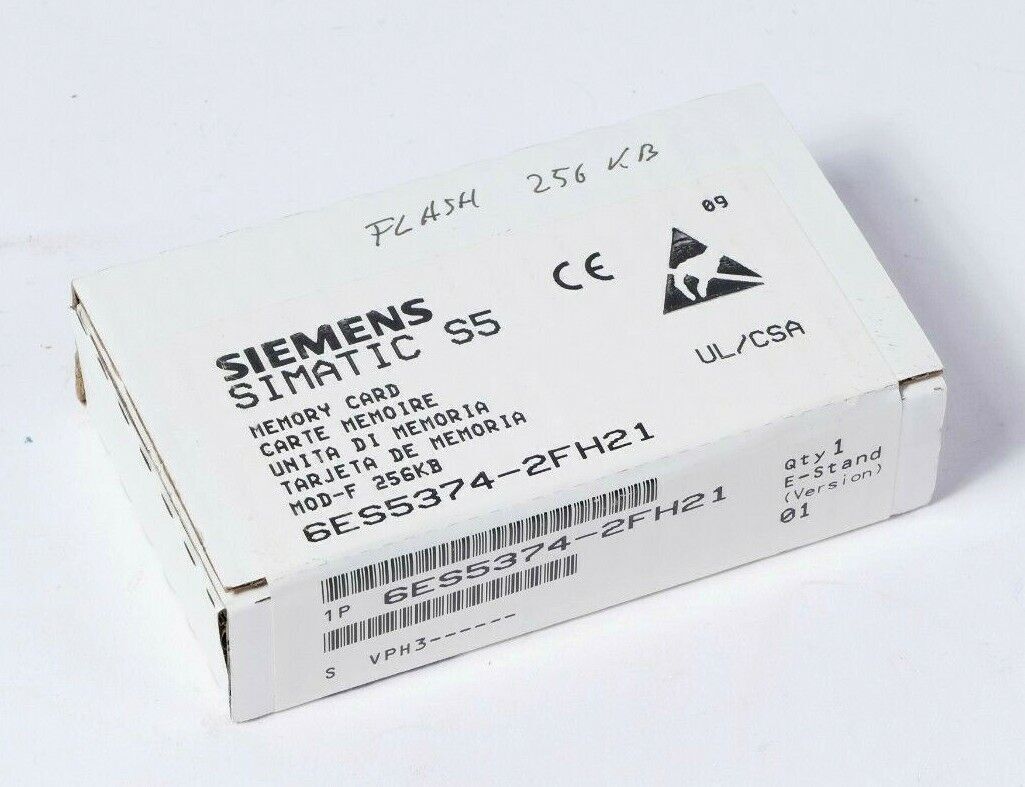 FLASH 256 KB
09
CE
SIEMENS
SIMATIC S5
UL/CSA
MEMORY CARD
CARTE MEMOIRE
UNITA DI MEMORIA
TARJETA DE MEMORIA
MOD-F 256KB
6ES5374-2FH21
1P 6ES5374-2FH21
S VPH3------
Qty 1
E-Stand
(Version)
01